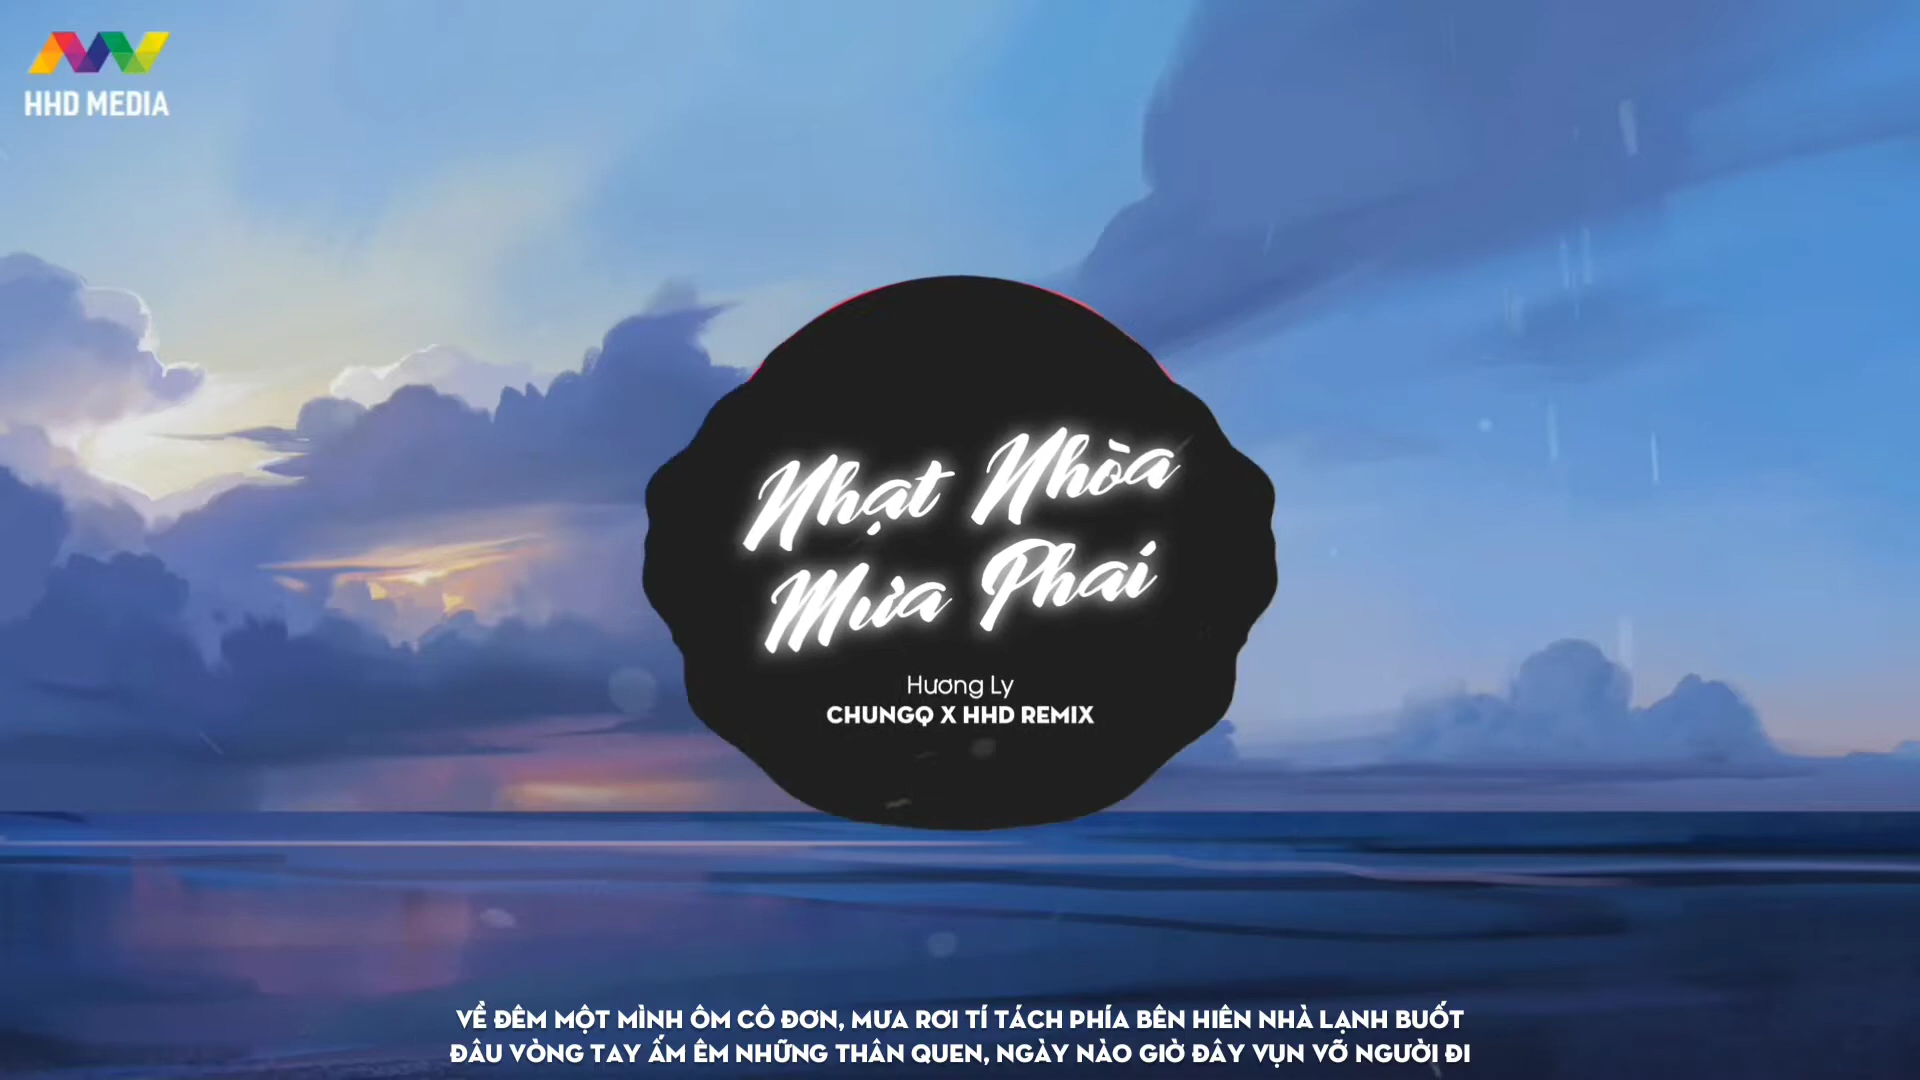 HHD MEDIA
Nhạt Nhòa
Mưa Phai
Hương Ly
CHUNGQ X HHD REMIX
VỀ ĐÊM MỘT MÌNH ÔM CÔ ĐƠN, MƯA RƠI TÍ TÁCH PHÍA BÊN HIÊN NHÀ LẠNH BUỐT
ĐÂU VÒNG TAY ẤM ÊM NHỮNG THÂN QUEN, NGÀY NÀO GIỜ ĐÂY VỤN VỠ NGƯỜI ĐI